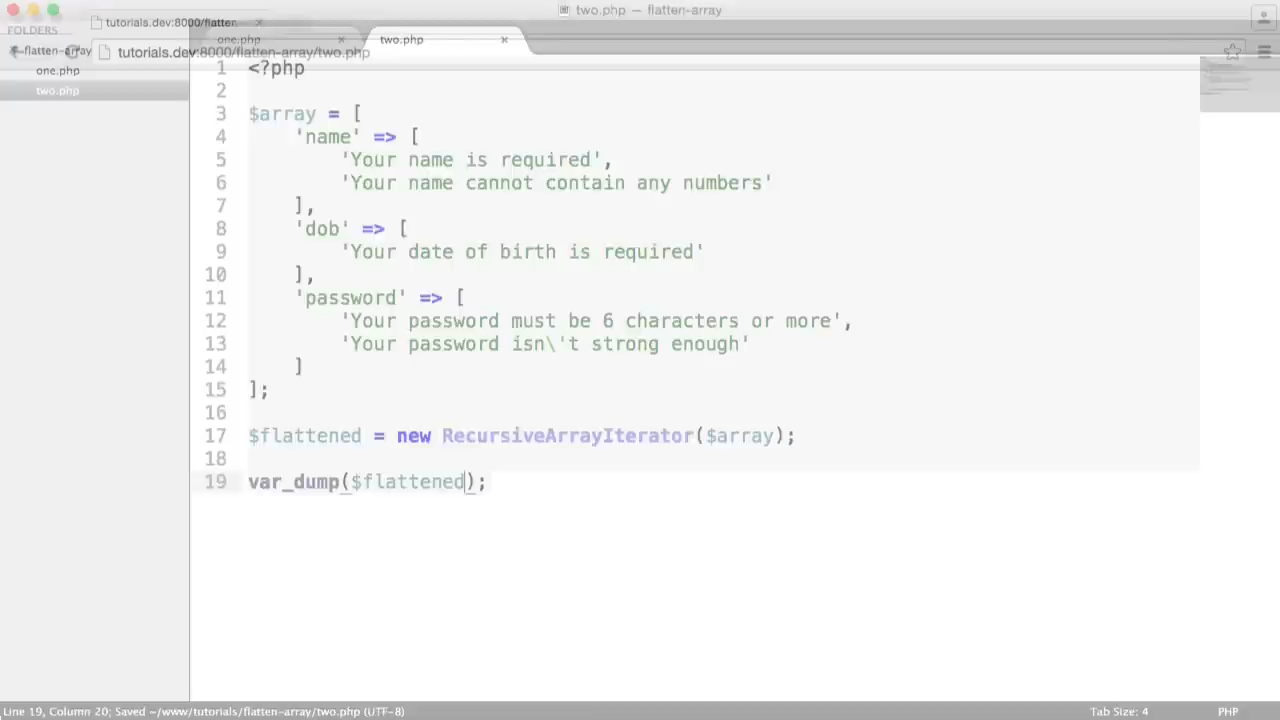 two.php — flatten-array
tutorials.dev:8000/flatten
FOLDERS
flatten-array
one.php
two.php
one.php
two.php
tutorials.dev:8000/flatten-array/two.php
1 <?php
2
3 $array = [
4 'name' => [
5 'Your name is required',
6 'Your name cannot contain any numbers'
7 ],
8 'dob' => [
9 'Your date of birth is required'
10 ],
11 'password' => [
12 'Your password must be 6 characters or more',
13 'Your password isn\'t strong enough'
14 ]
15 ];
16
17 $flattened = new RecursiveArrayIterator($array);
18
19 var_dump($flattened);
Line 19, Column 20; Saved ~/www/tutorials/flatten-array/two.php (UTF-8)
Tab Size: 4
PHP